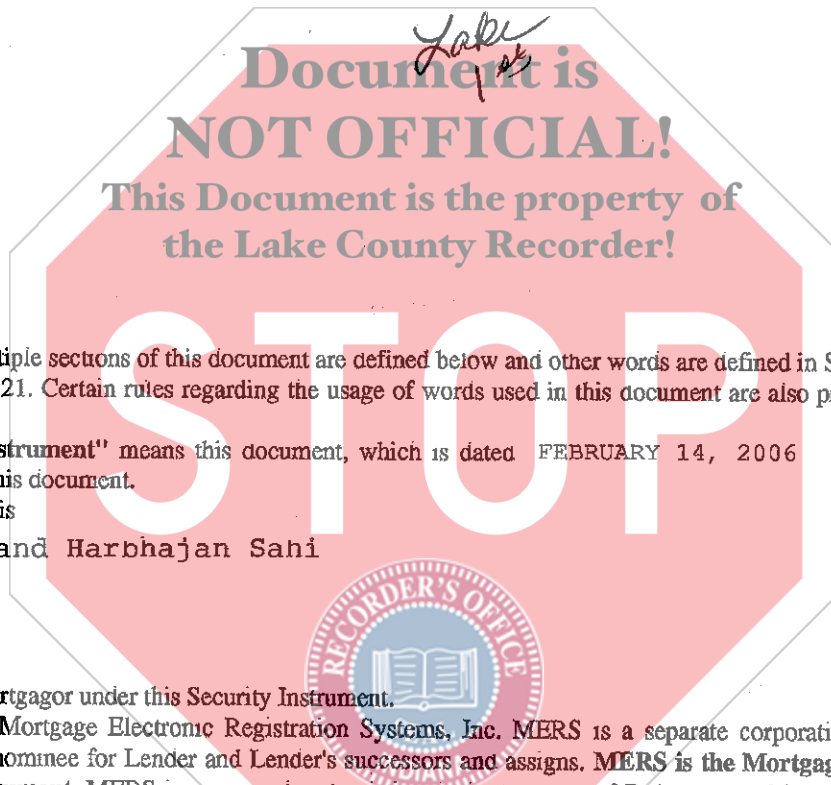 Lake
1st
Document is
NOT OFFICIAL!
This Document is the property of
the Lake County Recorder!
STOP
tiple sections of this document are defined below and other words are defined in S
21. Certain rules regarding the usage of words used in this document are also p
strument" means this document, which is dated FEBRUARY 14, 2006
his document.
is
and Harbhajan Sahi
RECORDER'S OFFICE
rtgagor under this Security Instrument.
Mortgage Electronic Registration Systems, Inc. MERS is a separate corporati
nominee for Lender and Lender's successors and assigns. MERS is the Mortgag